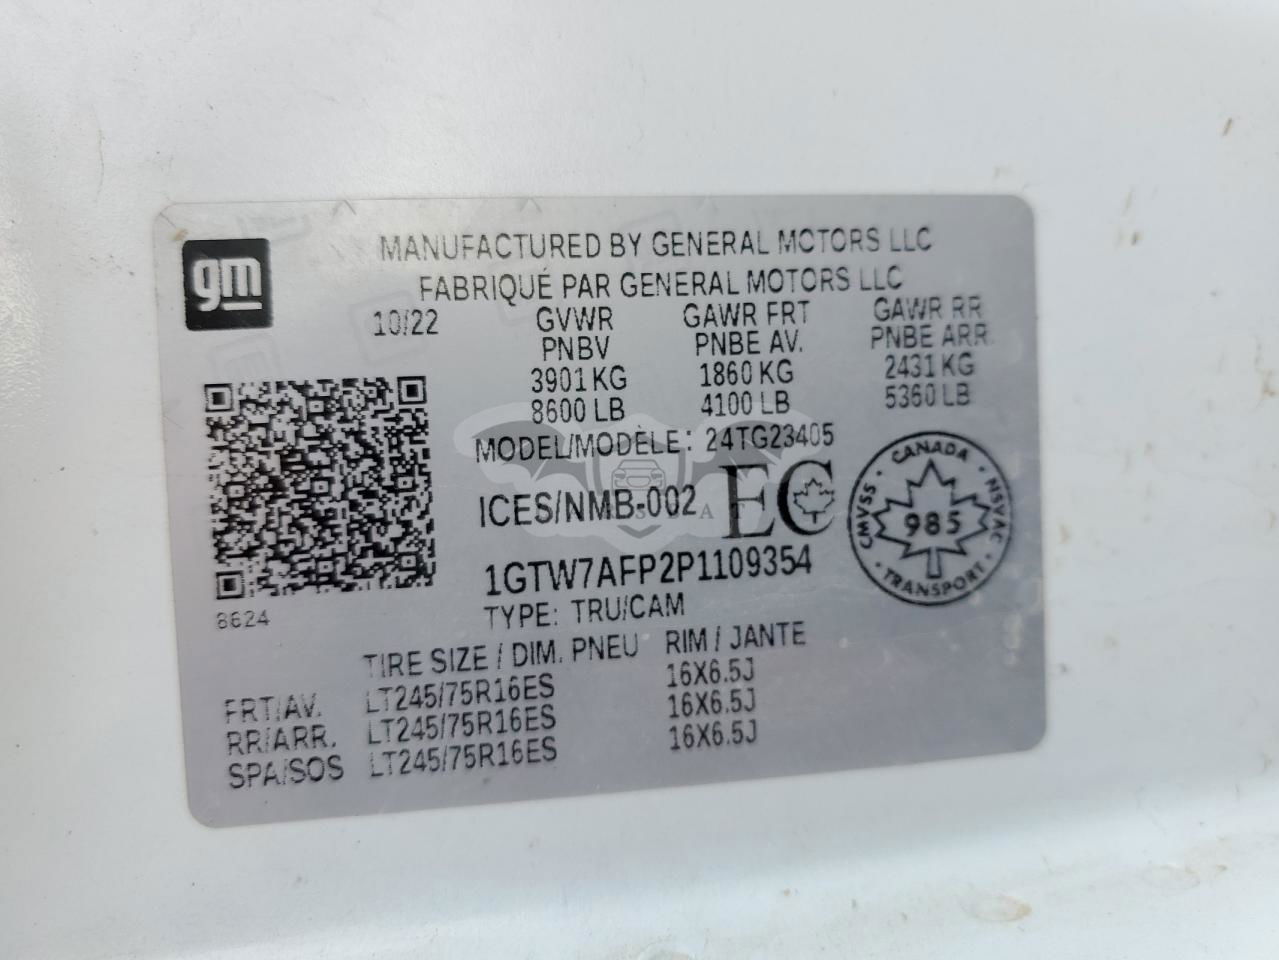 gm
MANUFACTURED BY GENERAL MOTORS LLC
FABRIQUÉ PAR GENERAL MOTORS LLC
10/22 GVWR GAWR FRT GAWR RR
PNBV PNBE AV. PNBE ARR.
3901 KG 1860 KG 2431 KG
8600 LB 4100 LB 5360 LB
MODEL/MODÈLE: 24TG23405
ICES/NMB-002 EC
CANADA
CMVSS 985 NSVAC
TRANSPORT
1GTW7AFP2P1109354
8624 TYPE: TRU/CAM
TIRE SIZE / DIM. PNEU RIM / JANTE
FRT/AV. LT245/75R16ES 16X6.5J
RR/ARR. LT245/75R16ES 16X6.5J
SPA/SOS LT245/75R16ES 16X6.5J